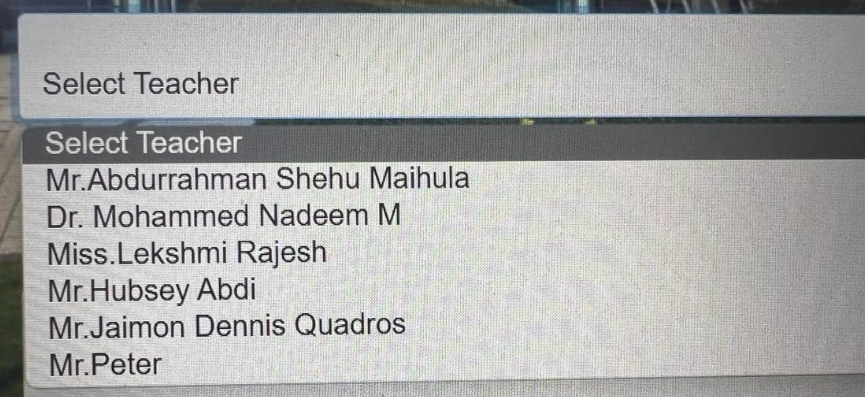 Select Teacher
Select Teacher
Mr.Abdurrahman Shehu Maihula
Dr. Mohammed Nadeem M
Miss.Lekshmi Rajesh
Mr.Hubsey Abdi
Mr.Jaimon Dennis Quadros
Mr.Peter